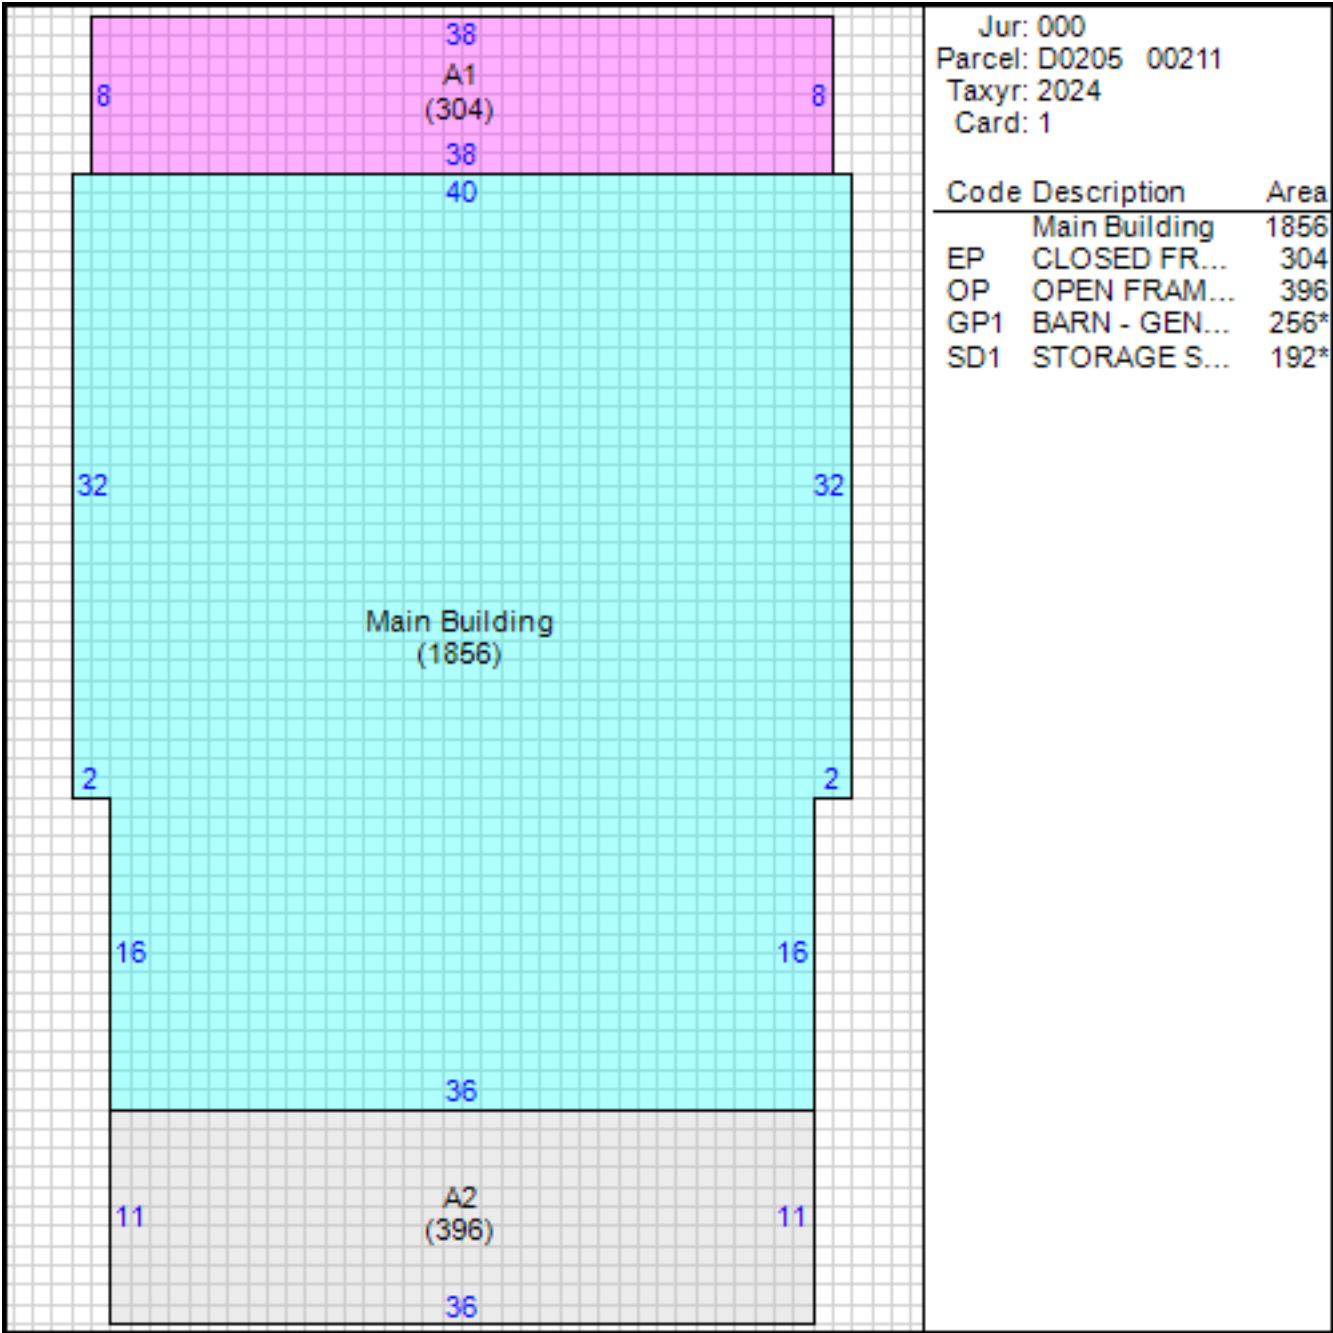 38
A1
8 8
(304)
38
40
32 32
Main Building
(1856)
2 2
16 16
36
A2
11 11
(396)
36
Jur: 000
Parcel: D0205 00211
Taxyr: 2024
Card: 1
Code Description Area
Main Building 1856
EP CLOSED FR... 304
OP OPEN FRAM... 396
GP1 BARN - GEN... 256*
SD1 STORAGE S... 192*